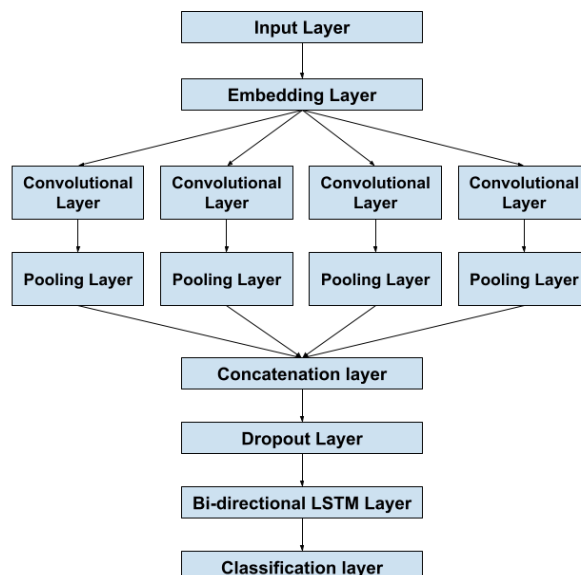 Input Layer
Embedding Layer
Convolutional
Layer
Convolutional
Layer
Convolutional
Layer
Convolutional
Layer
Pooling Layer
Pooling Layer
Pooling Layer
Pooling Layer
Concatenation layer
Dropout Layer
Bi-directional LSTM Layer
Classification layer